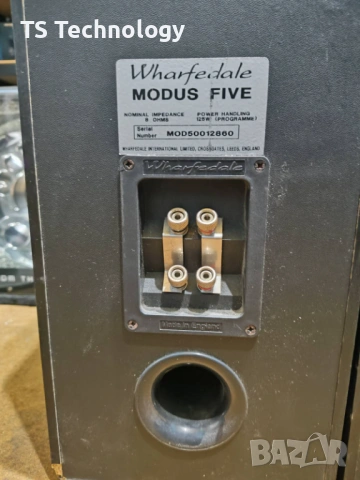 TS Technology
Wharfedale
MODUS FIVE
NOMINAL IMPEDANCE POWER HANDLING
8 OHMS 125W (PROGRAMME)
Serial Number MOD50012860
WHARFEDALE INTERNATIONAL LIMITED, CROSSGATES, LEEDS, ENGLAND
Wharfedale
Made in England
BAZAR